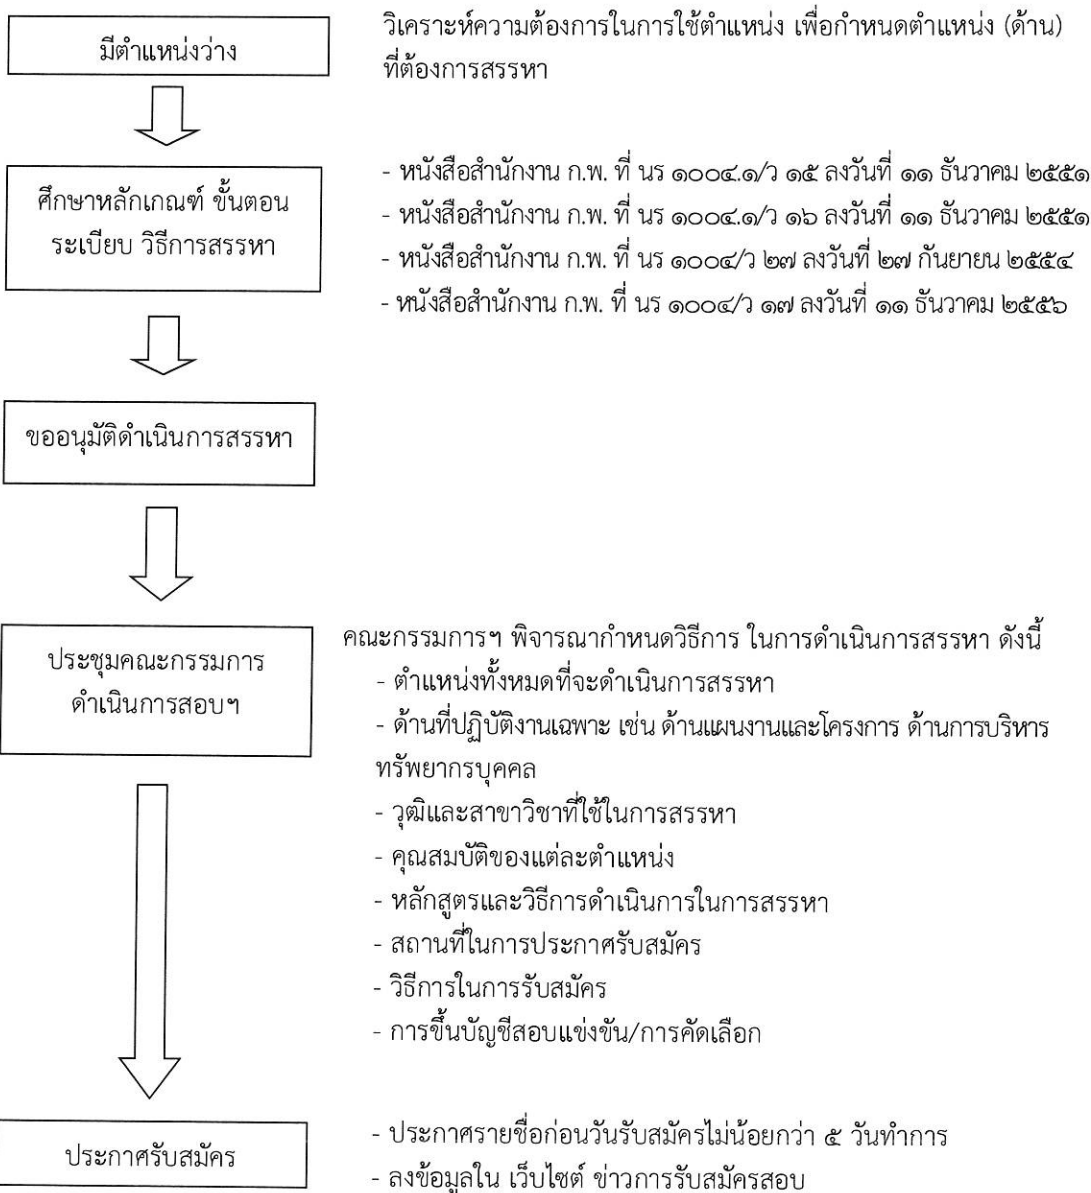 มีตำแหน่งว่าง
วิเคราะห์ความต้องการในการใช้ตำแหน่ง เพื่อกำหนดตำแหน่ง (ด้าน)
ที่ต้องการสรรหา
ศึกษาหลักเกณฑ์ ขั้นตอน
ระเบียบ วิธีการสรรหา
- หนังสือสำนักงาน ก.พ. ที่ นร ๑๐๐๔.๑/ว ๑๕ ลงวันที่ ๑๑ ธันวาคม ๒๕๕๑
- หนังสือสำนักงาน ก.พ. ที่ นร ๑๐๐๔.๑/ว ๑๖ ลงวันที่ ๑๑ ธันวาคม ๒๕๕๑
- หนังสือสำนักงาน ก.พ. ที่ นร ๑๐๐๔/ว ๒๗ ลงวันที่ ๒๗ กันยายน ๒๕๕๔
- หนังสือสำนักงาน ก.พ. ที่ นร ๑๐๐๔/ว ๑๗ ลงวันที่ ๑๑ ธันวาคม ๒๕๕๖
ขออนุมัติดำเนินการสรรหา
ประชุมคณะกรรมการ
ดำเนินการสอบฯ
คณะกรรมการฯ พิจารณากำหนดวิธีการ ในการดำเนินการสรรหา ดังนี้
- ตำแหน่งทั้งหมดที่จะดำเนินการสรรหา
- ด้านที่ปฏิบัติงานเฉพาะ เช่น ด้านแผนงานและโครงการ ด้านการบริหาร
ทรัพยากรบุคคล
- วุฒิและสาขาวิชาที่ใช้ในการสรรหา
- คุณสมบัติของแต่ละตำแหน่ง
- หลักสูตรและวิธีการดำเนินการในการสรรหา
- สถานที่ในการประกาศรับสมัคร
- วิธีการในการรับสมัคร
- การขึ้นบัญชีสอบแข่งขัน/การคัดเลือก
ประกาศรับสมัคร
- ประกาศรายชื่อก่อนวันรับสมัครไม่น้อยกว่า ๕ วันทำการ
- ลงข้อมูลใน เว็บไซต์ ข่าวการรับสมัครสอบ